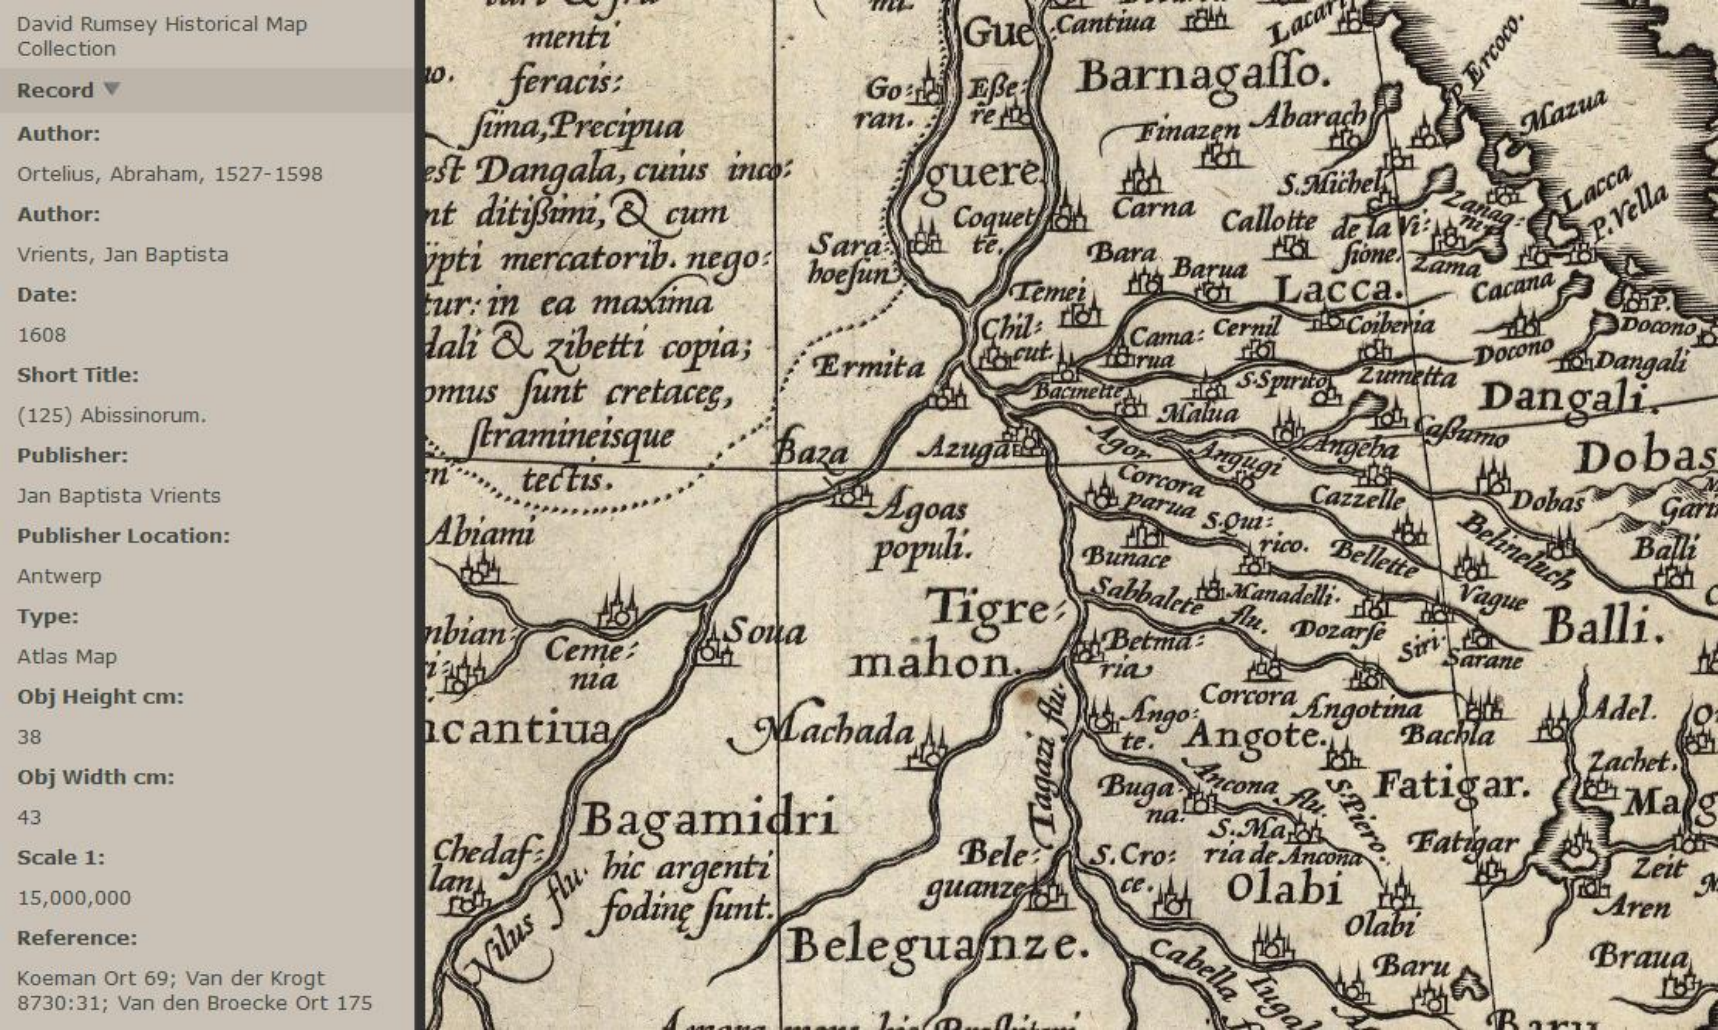 David Rumsey Historical Map
Collection
Record ▼
Author:
Ortelius, Abraham, 1527-1598
Author:
Vrients, Jan Baptista
Date:
1608
Short Title:
(125) Abissinorum.
Publisher:
Jan Baptista Vrients
Publisher Location:
Antwerp
Type:
Atlas Map
Obj Height cm:
38
Obj Width cm:
43
Scale 1:
15,000,000
Reference:
Koeman Ort 69; Van der Krogt
8730:31; Van den Broecke Ort 175
menti
feracis:
ſima, Precipua
eſt Dangala, cuius inco:
nt ditißimi, & cum
ÿpti mercatorib. nego:
tur: in ea maxima
dali & zibetti copia;
omus ſunt cretaceę,
ſtramineisque
tectis.
Gue
guere
Cantiua
Barnagaſſo.
P. Ercoco.
Mazua
Go:
ran.
Eße:
re
Finazen
Abarach
Carna
S. Michel
de la Vi:
ſione.
Callotte
Lacca
P. Vella
Coquet
te.
Sara:
hoeſun
Bara
Barua
Zama
Lacca.
Cacana
Temei
Chil:
cut.
Cama:
rua
Cernil
Coiberia
Docono
Docono
Dangali
Ermita
Bacinette
S. Spirito
Zumetta
Dangali.
Malua
Baza
Azuga
Agor
Angugi
Angeba
Caßumo
Dobas
Corcora
parua
Cazzelle
Dobas
Agoas
populi.
S. Qui:
rico.
Bunace
Bellette
Belineluch
Balli
Abiami
Tigre:
mahon.
Sabbalete
flu.
Manadelli.
Vague
Dozarſe
Siri
Sarane
Balli.
Soua
Ceme:
nia
Betma:
ria
Corcora
Angotina
Bachla
Adel.
Machada
Tagazi flu.
Ango:
te.
Angote.
Zachet.
Buga:
na.
Ancona flu.
S. Piero.
Fatigar.
Bagamidri
hic argenti
fodinę ſunt.
Chedaf:
lan
Nilus flu.
Bele:
guanze
S. Cro:
ce.
S. Ma:
ria de Ancona
Fatigar
Zeit
Olabi
Olabi
Aren
Beleguanze.
Cabella
Baru
Braua